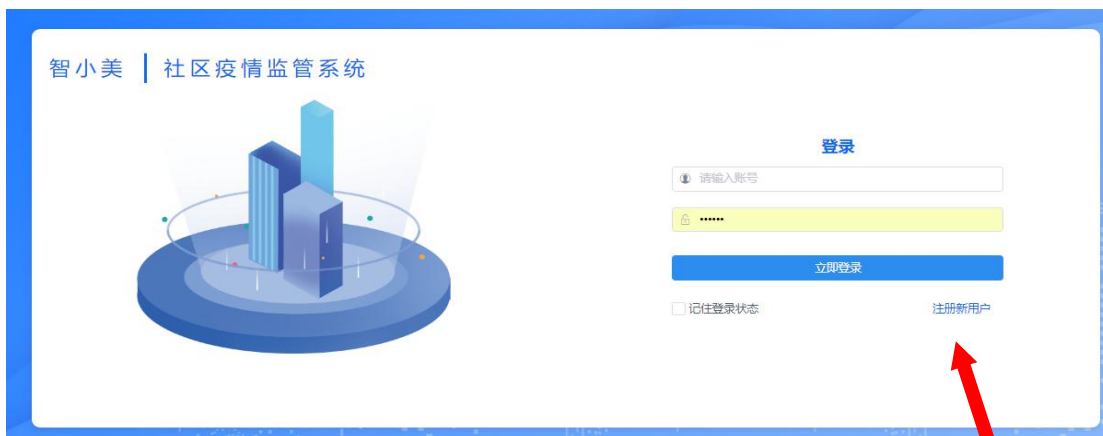 智小美 社区疫情监管系统
登录
请输入账号
••••••
立即登录
记住登录状态 注册新用户